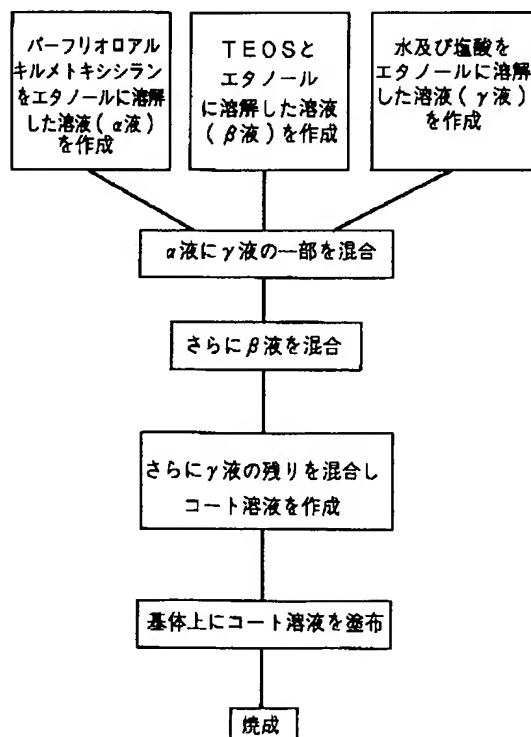 パーフリオロアル
キルメトキシシラン
をエタノールに溶解
した溶液(α液)
を作成
TEOSと
エタノール
に溶解した溶液
(β液)を作成
水及び塩酸を
エタノールに溶解
した溶液(γ液)
を作成
α液にγ液の一部を混合
さらにβ液を混合
さらにγ液の残りを混合し
コート溶液を作成
基体上にコート溶液を塗布
焼成